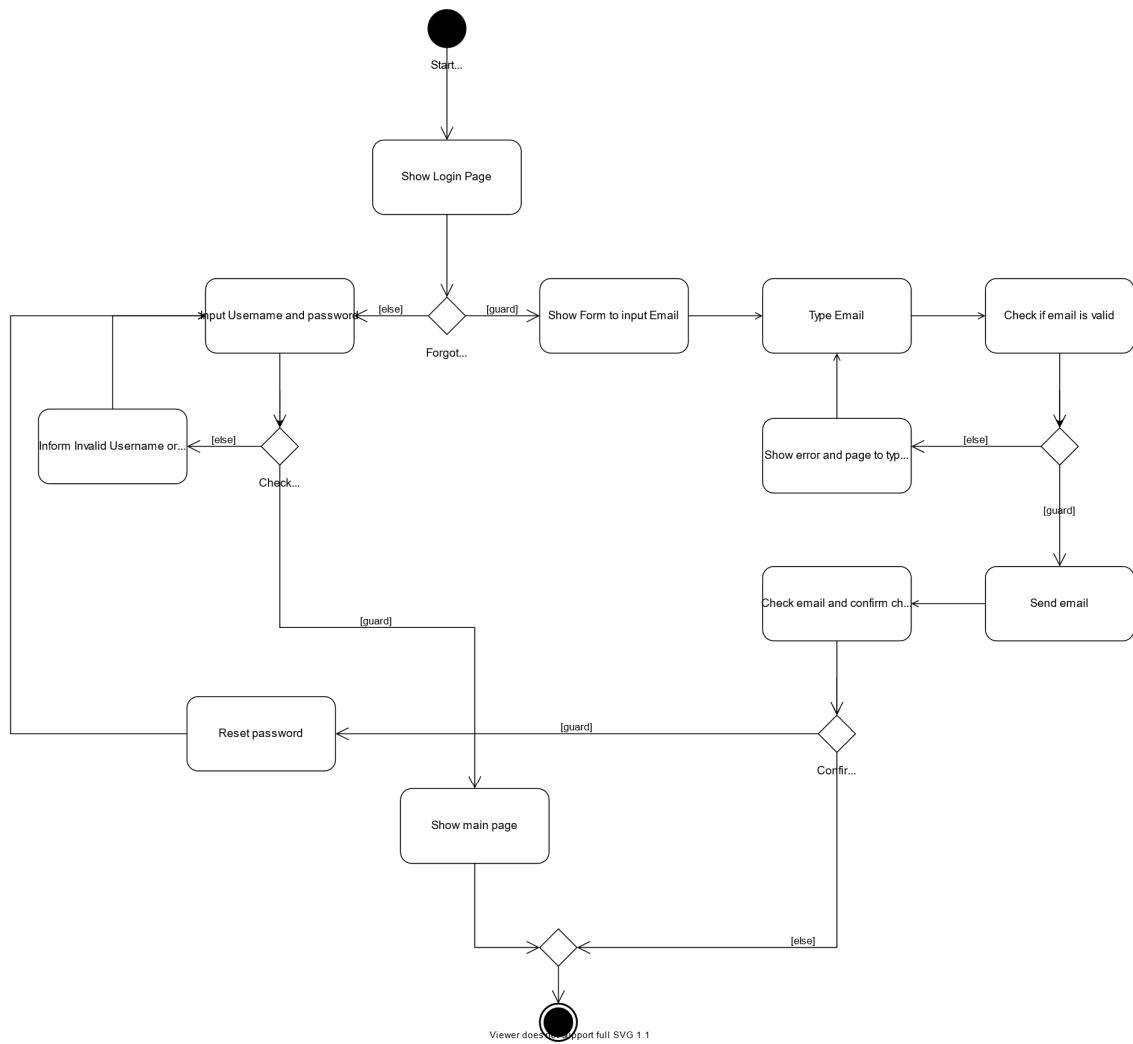 Start...
Show Login Page
Input Username and password
[else]
[guard]
Show Form to input Email
Type Email
Check if email is valid
Forgot...
Inform Invalid Username or...
[else]
Check...
Show error and page to typ...
[else]
[guard]
Check email and confirm ch...
Send email
[guard]
Reset password
[guard]
Confir...
Show main page
[else]
Viewer does not support full SVG 1.1